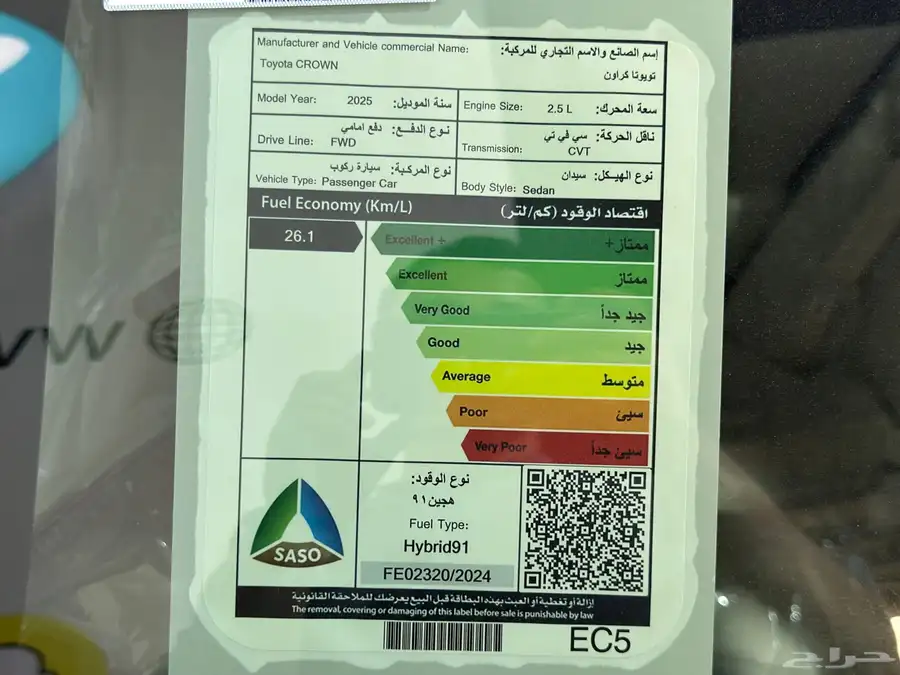 Manufacturer and Vehicle commercial Name: إسم الصانع والاسم التجاري للمركبة:
Toyota CROWN تويوتا كراون
Model Year: 2025 سنة الموديل:
Engine Size: 2.5 L سعة المحرك:
نوع الدفـع: دفع امامي
Drive Line: FWD
ناقل الحركة: سي في تي
Transmission: CVT
نوع المركبة: سيارة ركوب
Vehicle Type: Passenger Car
نوع الهيكل: سيدان
Body Style: Sedan
Fuel Economy (Km/L) اقتصاد الوقود (كم/لتر)
26.1
Excellent + ممتاز+
Excellent ممتاز
Very Good جيد جداً
Good جيد
Average متوسط
Poor سيئ
Very Poor سيئ جداً
SASO
نوع الوقود:
هجين ٩١
Fuel Type:
Hybrid91
FE02320/2024
إزالة أو تغطية أو العبث بهذه البطاقة قبل البيع يعرضك للملاحقة القانونية
The removal, covering or damaging of this label before sale is punishable by law
EC5
حراج